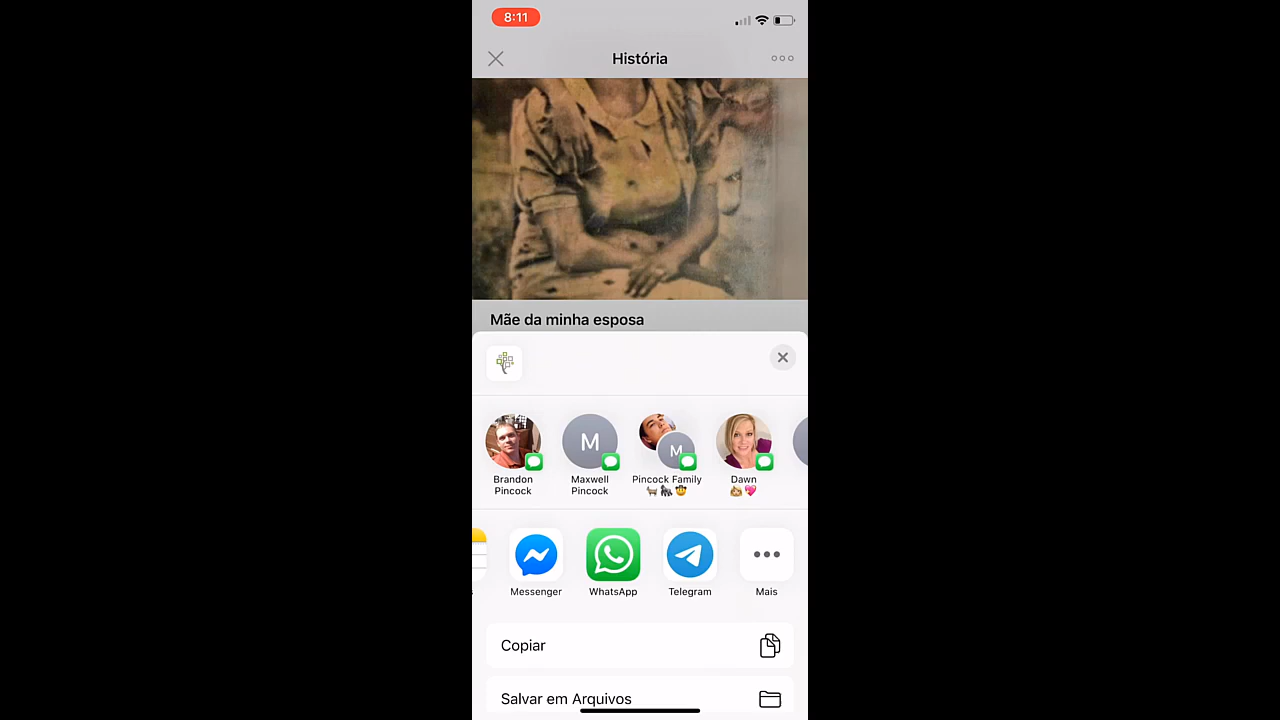 8:11
História
Mãe da minha esposa
M
M
Brandon
Pincock
Maxwell
Pincock
Pincock Family
🐐🦍🤠
Dawn
Messenger
WhatsApp
Telegram
Mais
Copiar
Salvar em Arquivos